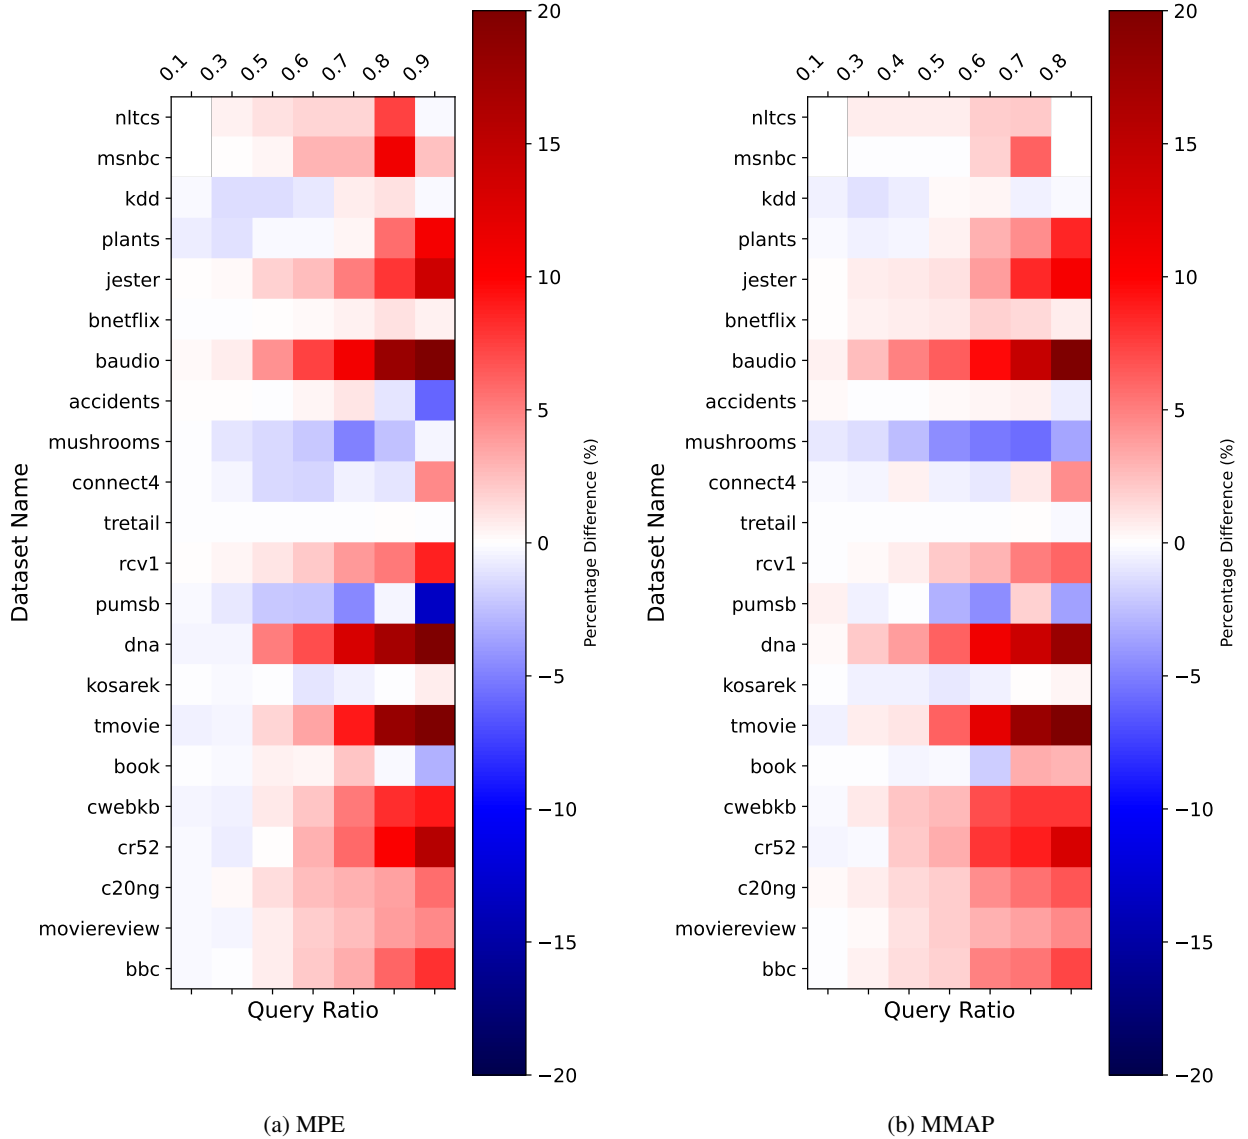 0.1 0.3 0.5 0.6 0.7 0.8 0.9
nltcs
msnbc
kdd
plants
jester
bnetflix
baudio
accidents
mushrooms
connect4
tretail
rcv1
pumsb
dna
kosarek
tmovie
book
cwebkb
cr52
c20ng
moviereview
bbc
Dataset Name
Query Ratio
20
15
10
5
0
−5
−10
−15
−20
Percentage Difference (%)
(a) MPE
0.1 0.3 0.4 0.5 0.6 0.7 0.8
nltcs
msnbc
kdd
plants
jester
bnetflix
baudio
accidents
mushrooms
connect4
tretail
rcv1
pumsb
dna
kosarek
tmovie
book
cwebkb
cr52
c20ng
moviereview
bbc
Dataset Name
Query Ratio
20
15
10
5
0
−5
−10
−15
−20
Percentage Difference (%)
(b) MMAP